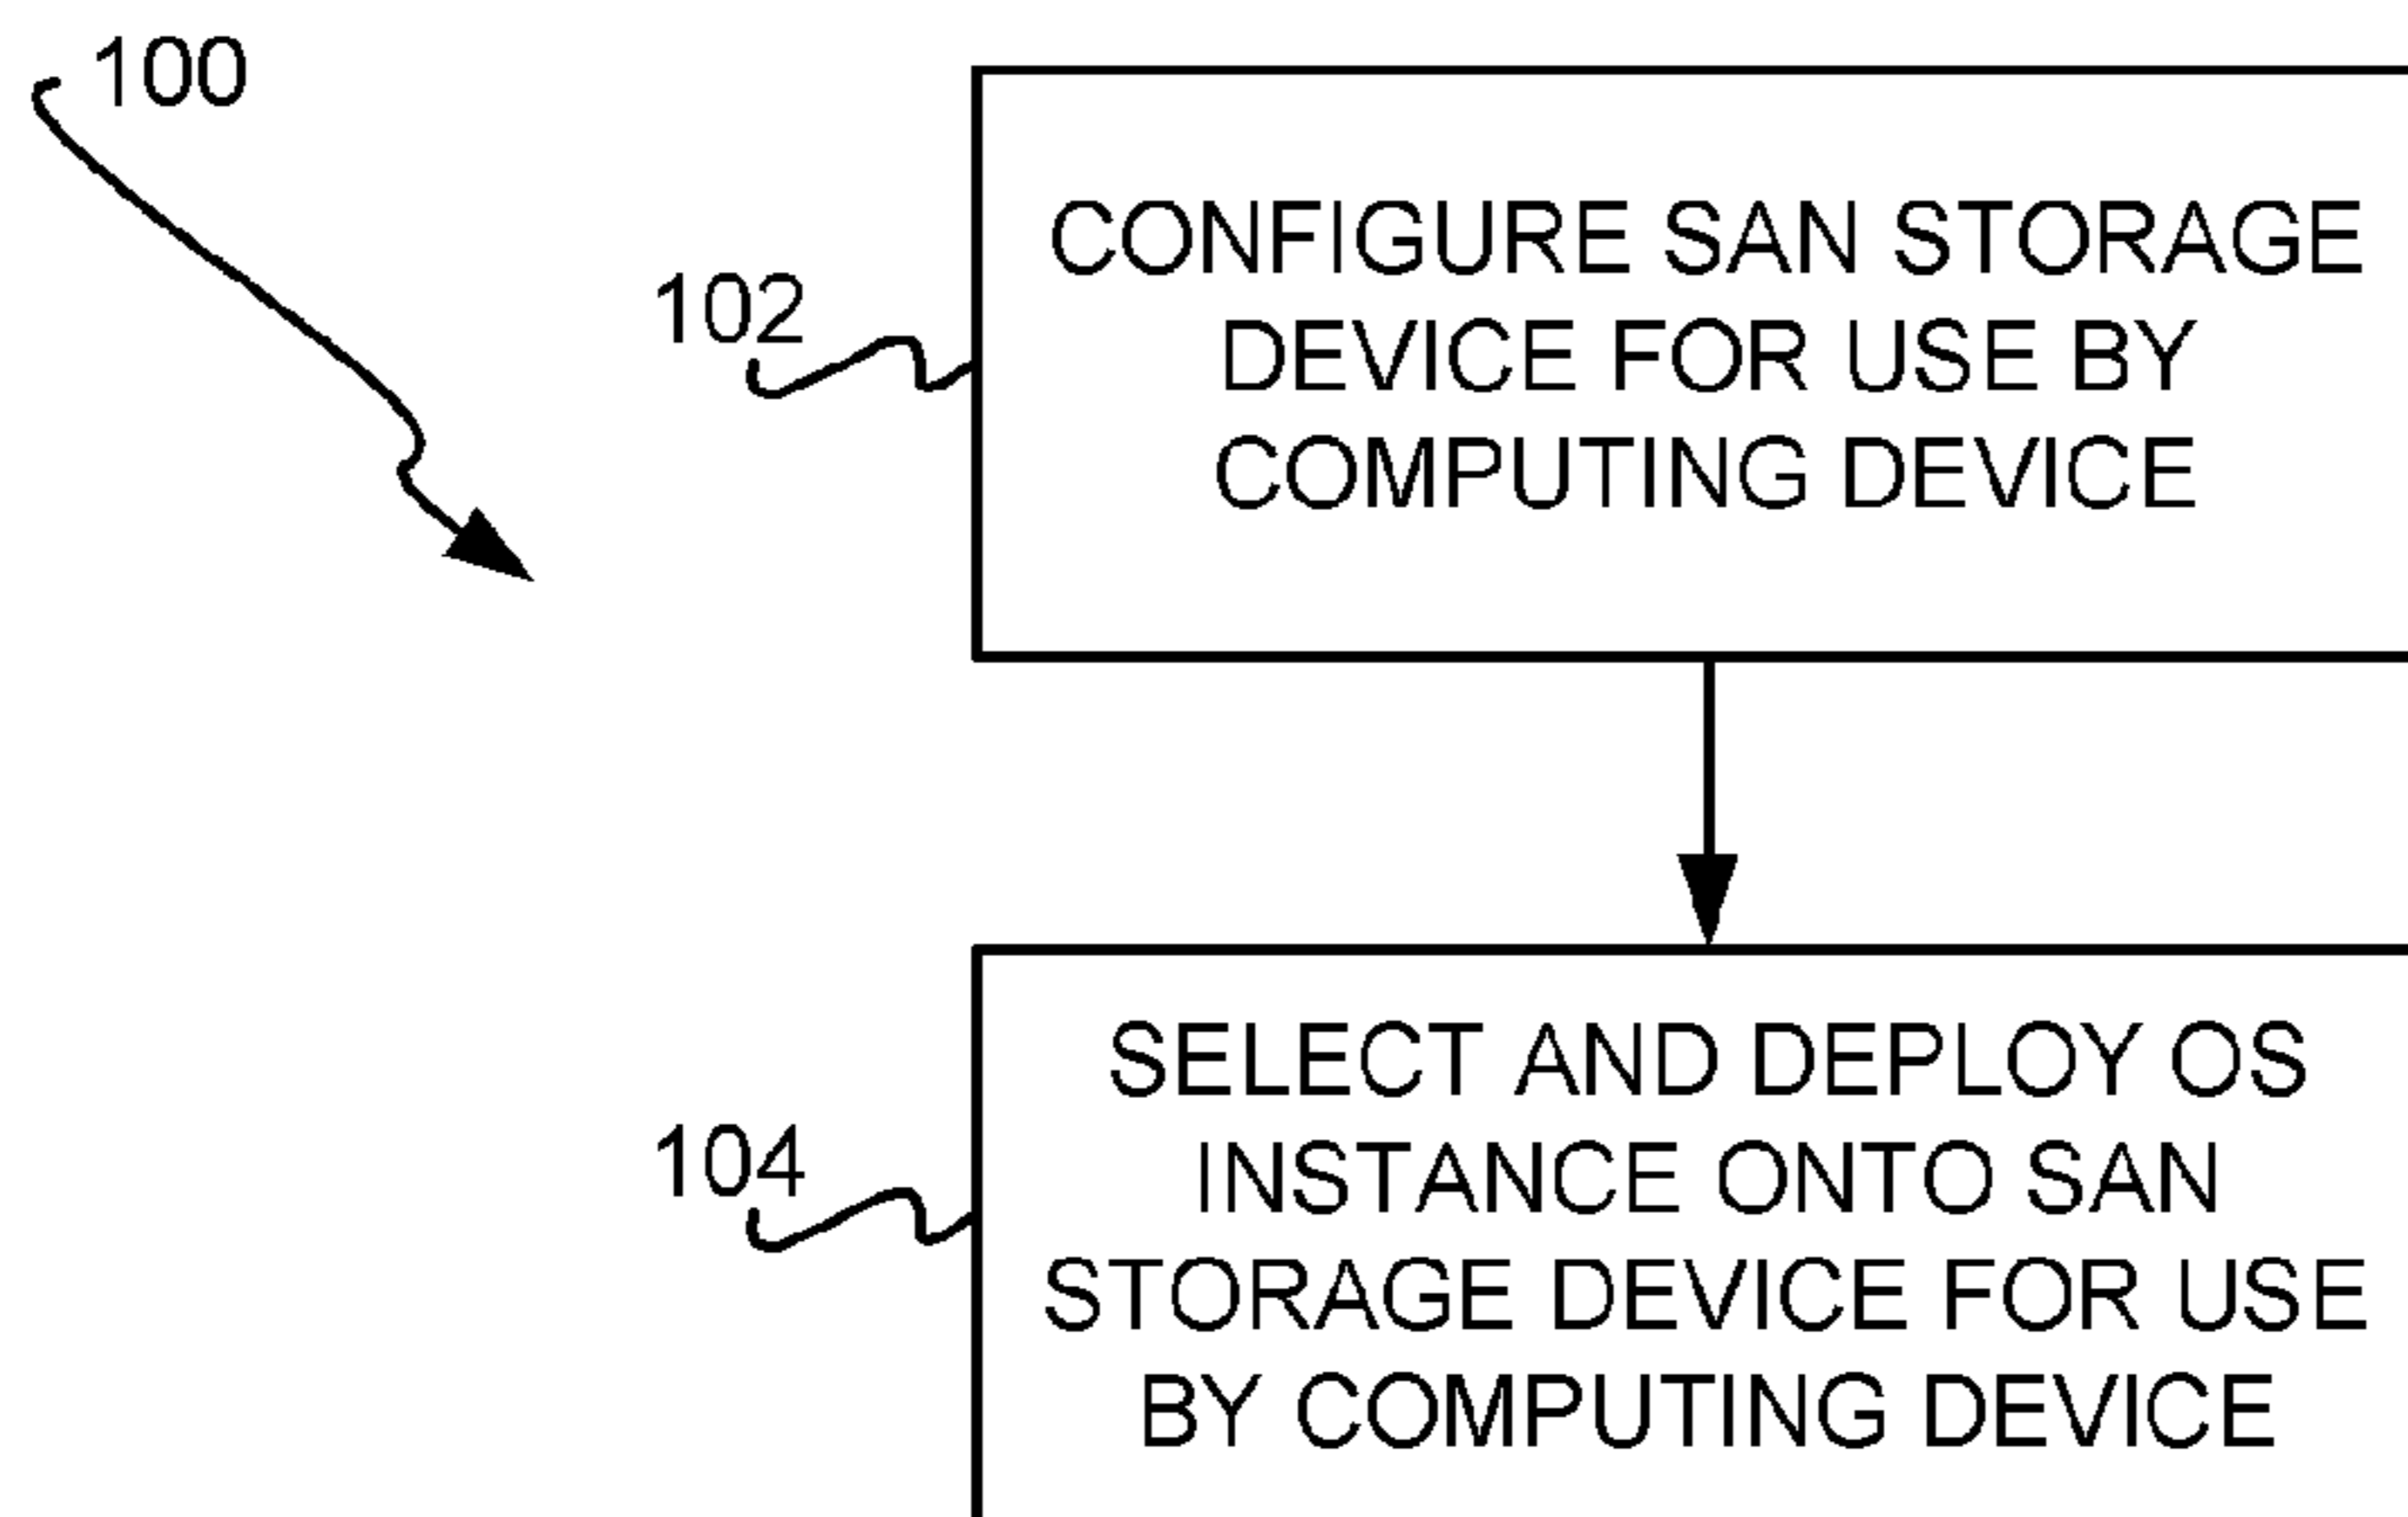 100
102
CONFIGURE SAN STORAGE
DEVICE FOR USE BY
COMPUTING DEVICE
104
SELECT AND DEPLOY OS
INSTANCE ONTO SAN
STORAGE DEVICE FOR USE
BY COMPUTING DEVICE